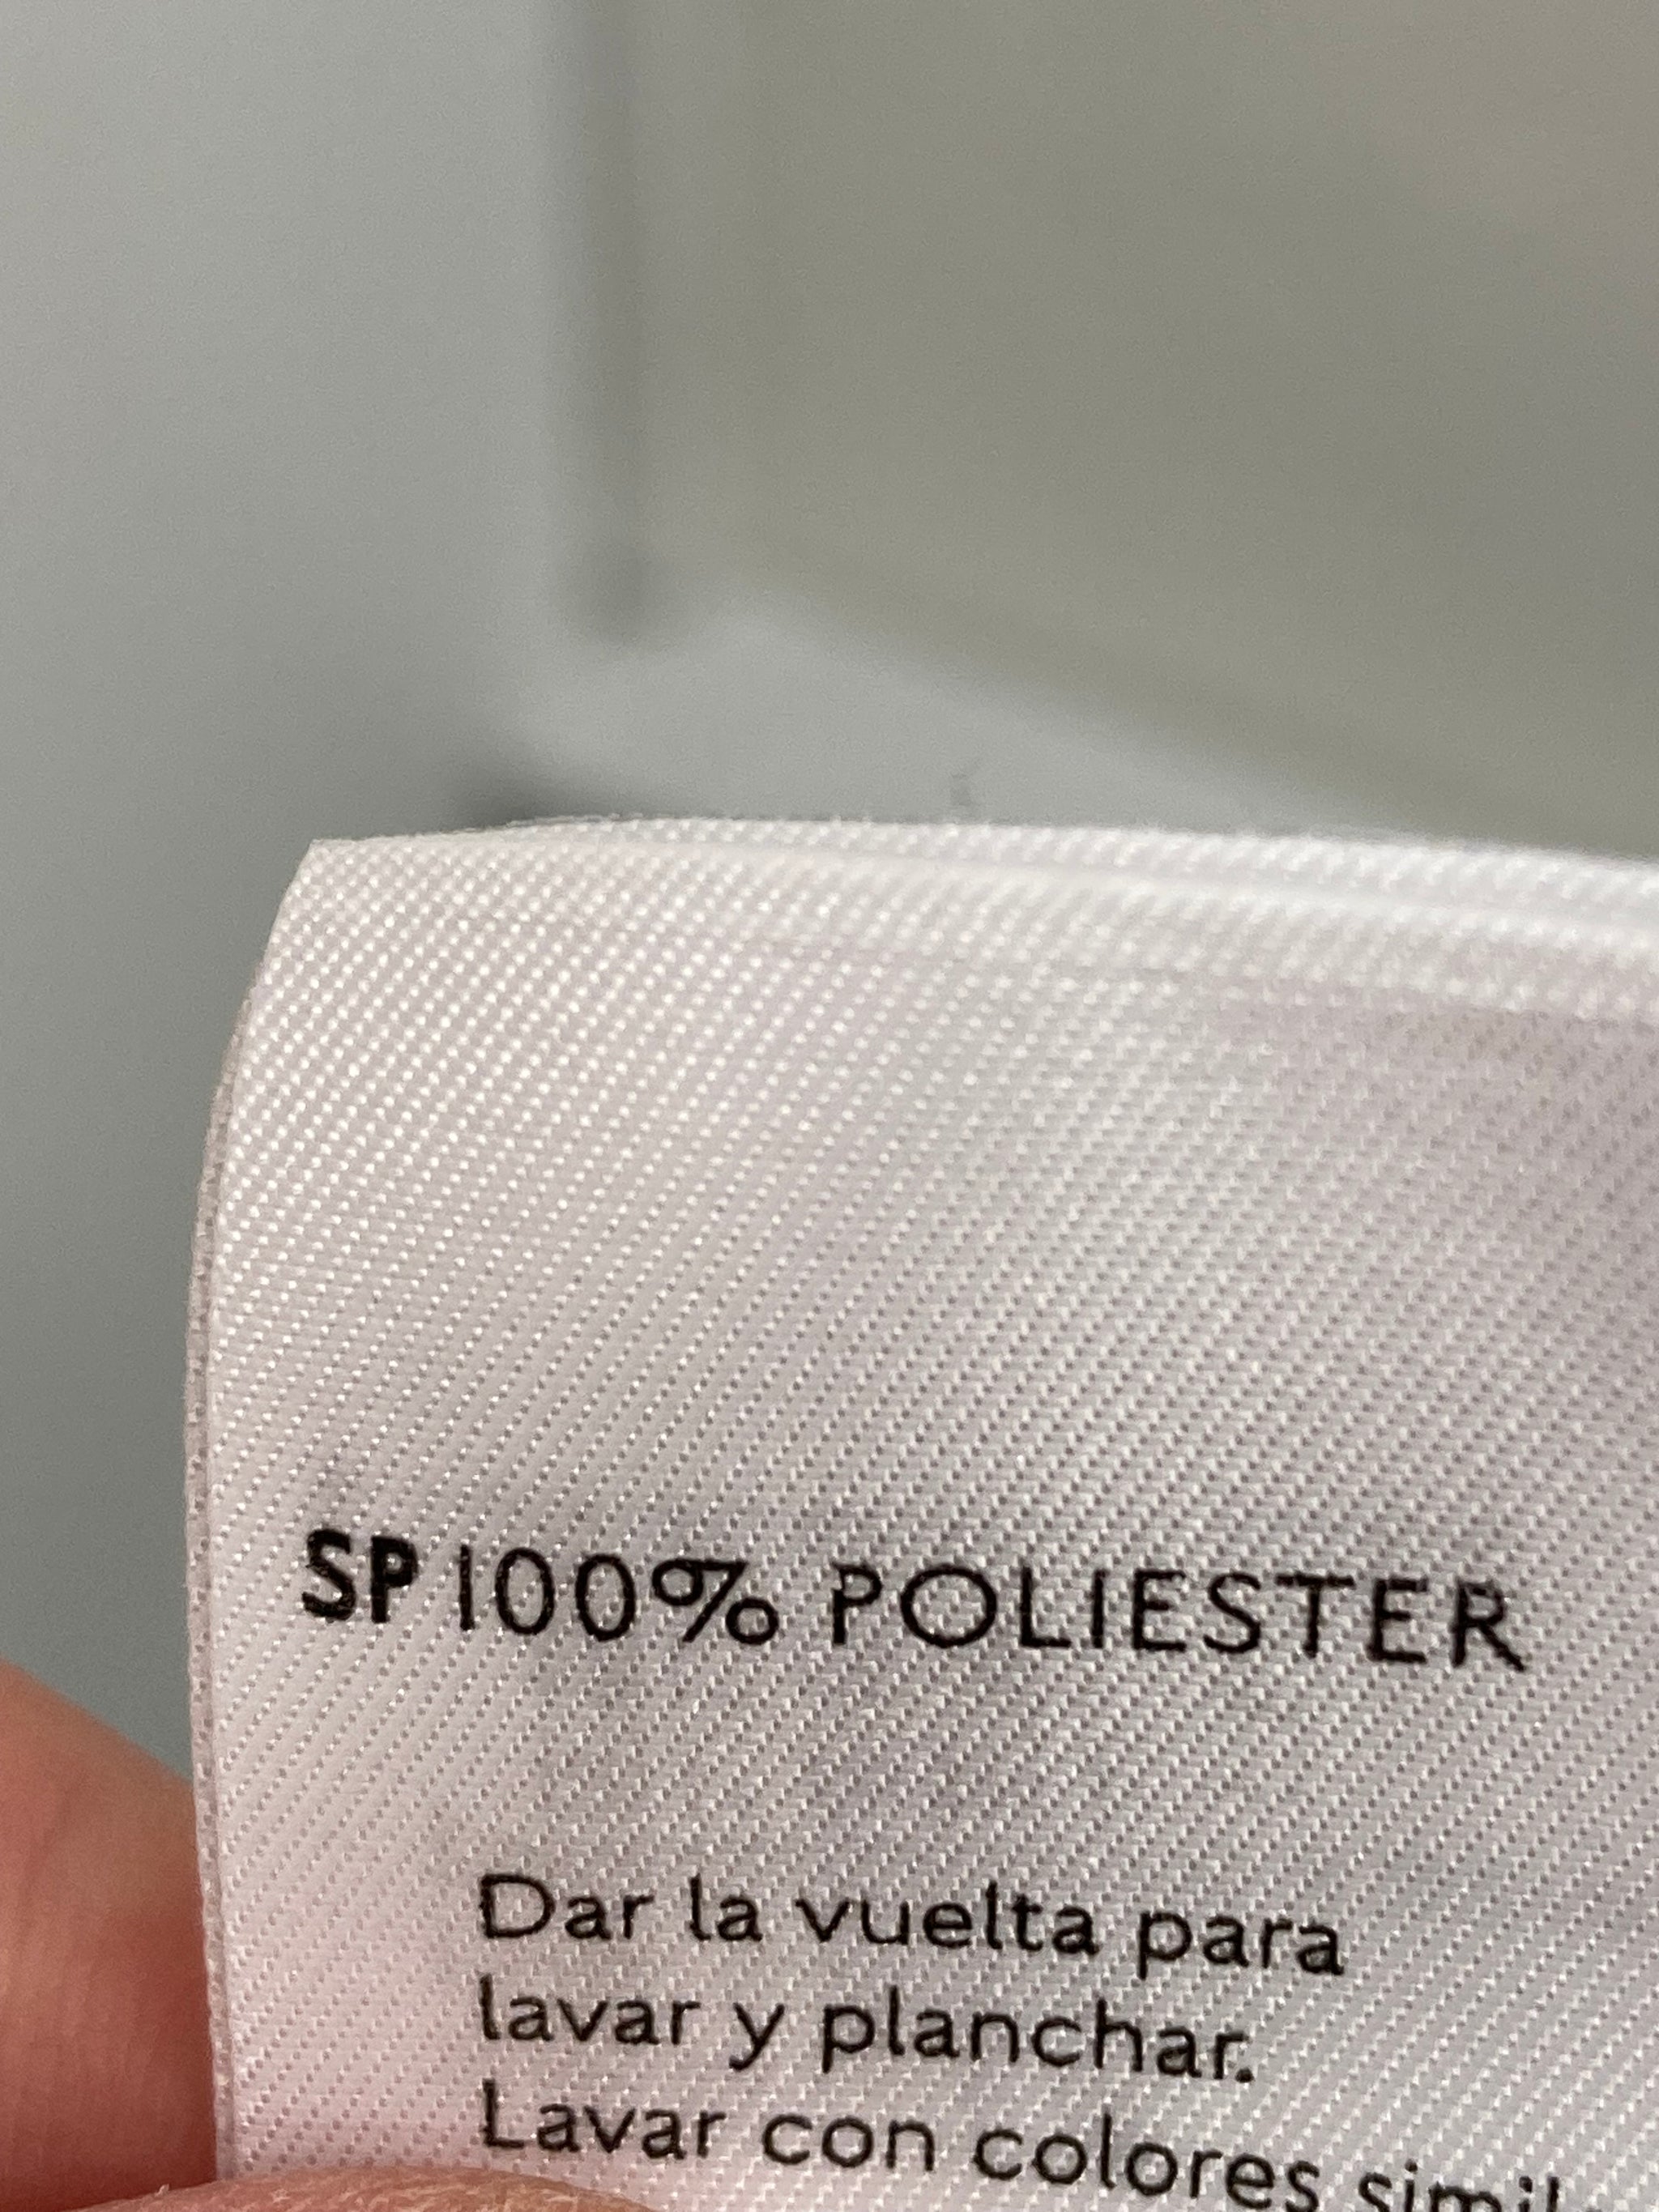 SP 100% POLIESTER
Dar la vuelta para
lavar y planchar.
Lavar con colores